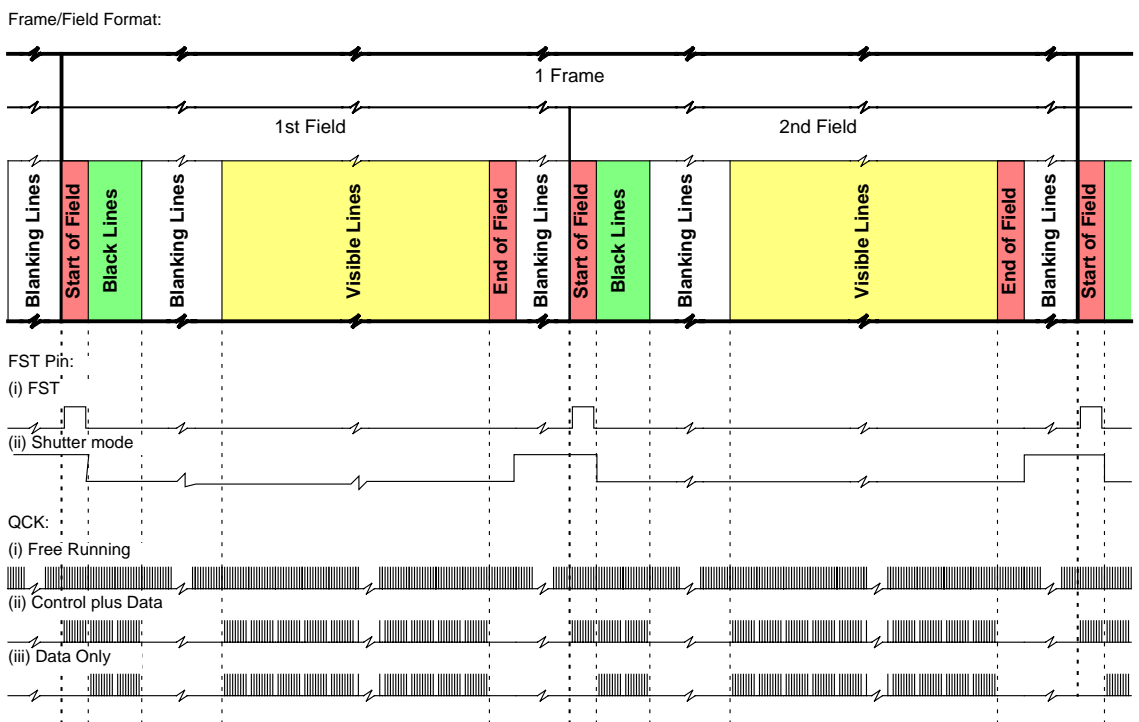 Frame/Field Format:
1 Frame
1st Field
2nd Field
Blanking Lines
Start of Field
Black Lines
Blanking Lines
Visible Lines
End of Field
Blanking Lines
Start of Field
Black Lines
Blanking Lines
Visible Lines
End of Field
Blanking Lines
Start of Field
FST Pin:
(i) FST
(ii) Shutter mode
QCK:
(i) Free Running
(ii) Control plus Data
(iii) Data Only